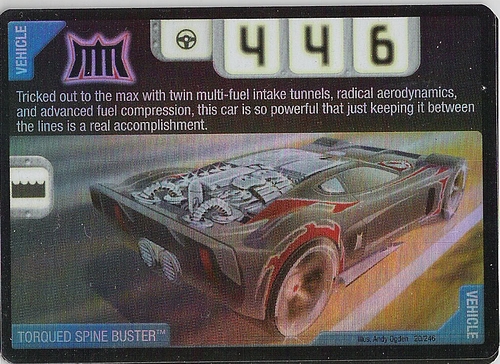 VEHICLE
4 4 6
Tricked out to the max with twin multi-fuel intake tunnels, radical aerodynamics,
and advanced fuel compression, this car is so powerful that just keeping it between
the lines is a real accomplishment.
VEHICLE
TORQUED SPINE BUSTER™
Illus. Andy Ogden 20/246